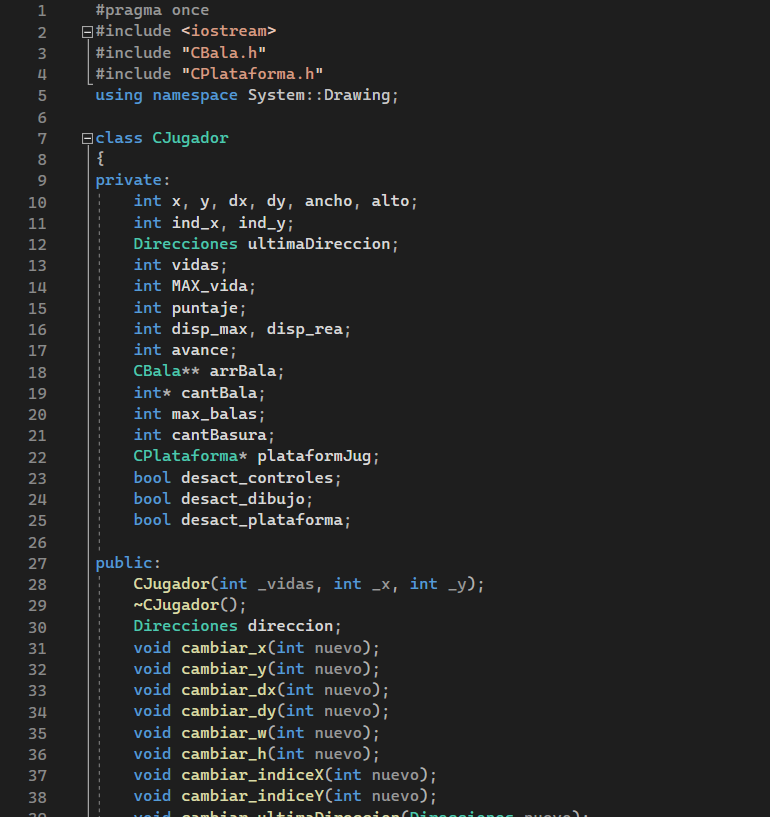 1 #pragma once
2 #include <iostream>
3 #include "CBala.h"
4 #include "CPlataforma.h"
5 using namespace System::Drawing;
6
7 class CJugador
8 {
9 private:
10 int x, y, dx, dy, ancho, alto;
11 int ind_x, ind_y;
12 Direcciones ultimaDireccion;
13 int vidas;
14 int MAX_vida;
15 int puntaje;
16 int disp_max, disp_rea;
17 int avance;
18 CBala** arrBala;
19 int* cantBala;
20 int max_balas;
21 int cantBasura;
22 CPlataforma* plataformJug;
23 bool desact_controles;
24 bool desact_dibujo;
25 bool desact_plataforma;
26
27 public:
28 CJugador(int _vidas, int _x, int _y);
29 ~CJugador();
30 Direcciones direccion;
31 void cambiar_x(int nuevo);
32 void cambiar_y(int nuevo);
33 void cambiar_dx(int nuevo);
34 void cambiar_dy(int nuevo);
35 void cambiar_w(int nuevo);
36 void cambiar_h(int nuevo);
37 void cambiar_indiceX(int nuevo);
38 void cambiar_indiceY(int nuevo);
39 void cambiar_ultimaDireccion(Direcciones nuevo);